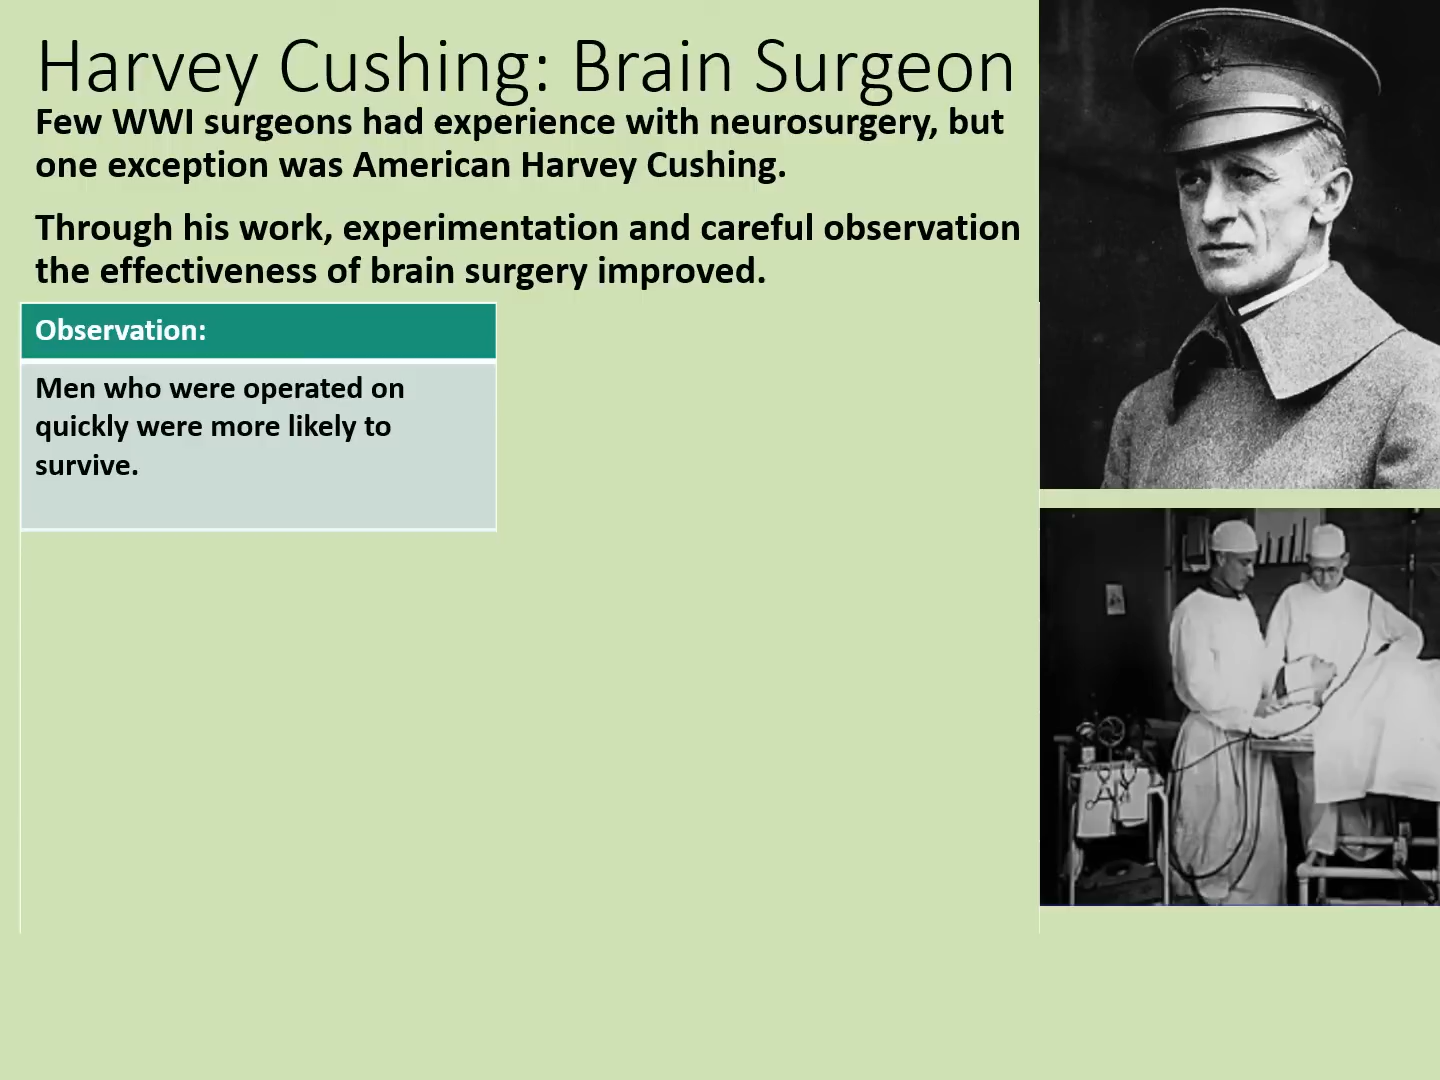 Harvey Cushing: Brain Surgeon
Few WWI surgeons had experience with neurosurgery, but
one exception was American Harvey Cushing.
Through his work, experimentation and careful observation
the effectiveness of brain surgery improved.
Observation:
Men who were operated on
quickly were more likely to
survive.